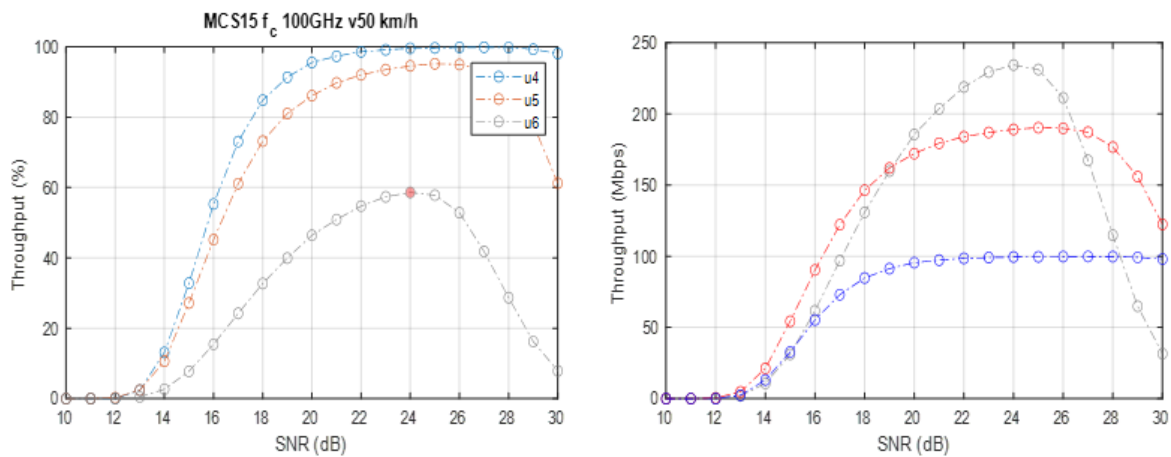 MCS15 f_c 100GHz v50 km/h
Throughput (%)
100
80
60
40
20
0
10 12 14 16 18 20 22 24 26 28 30
SNR (dB)
u4
u5
u6
Throughput (Mbps)
250
200
150
100
50
0
10 12 14 16 18 20 22 24 26 28 30
SNR (dB)